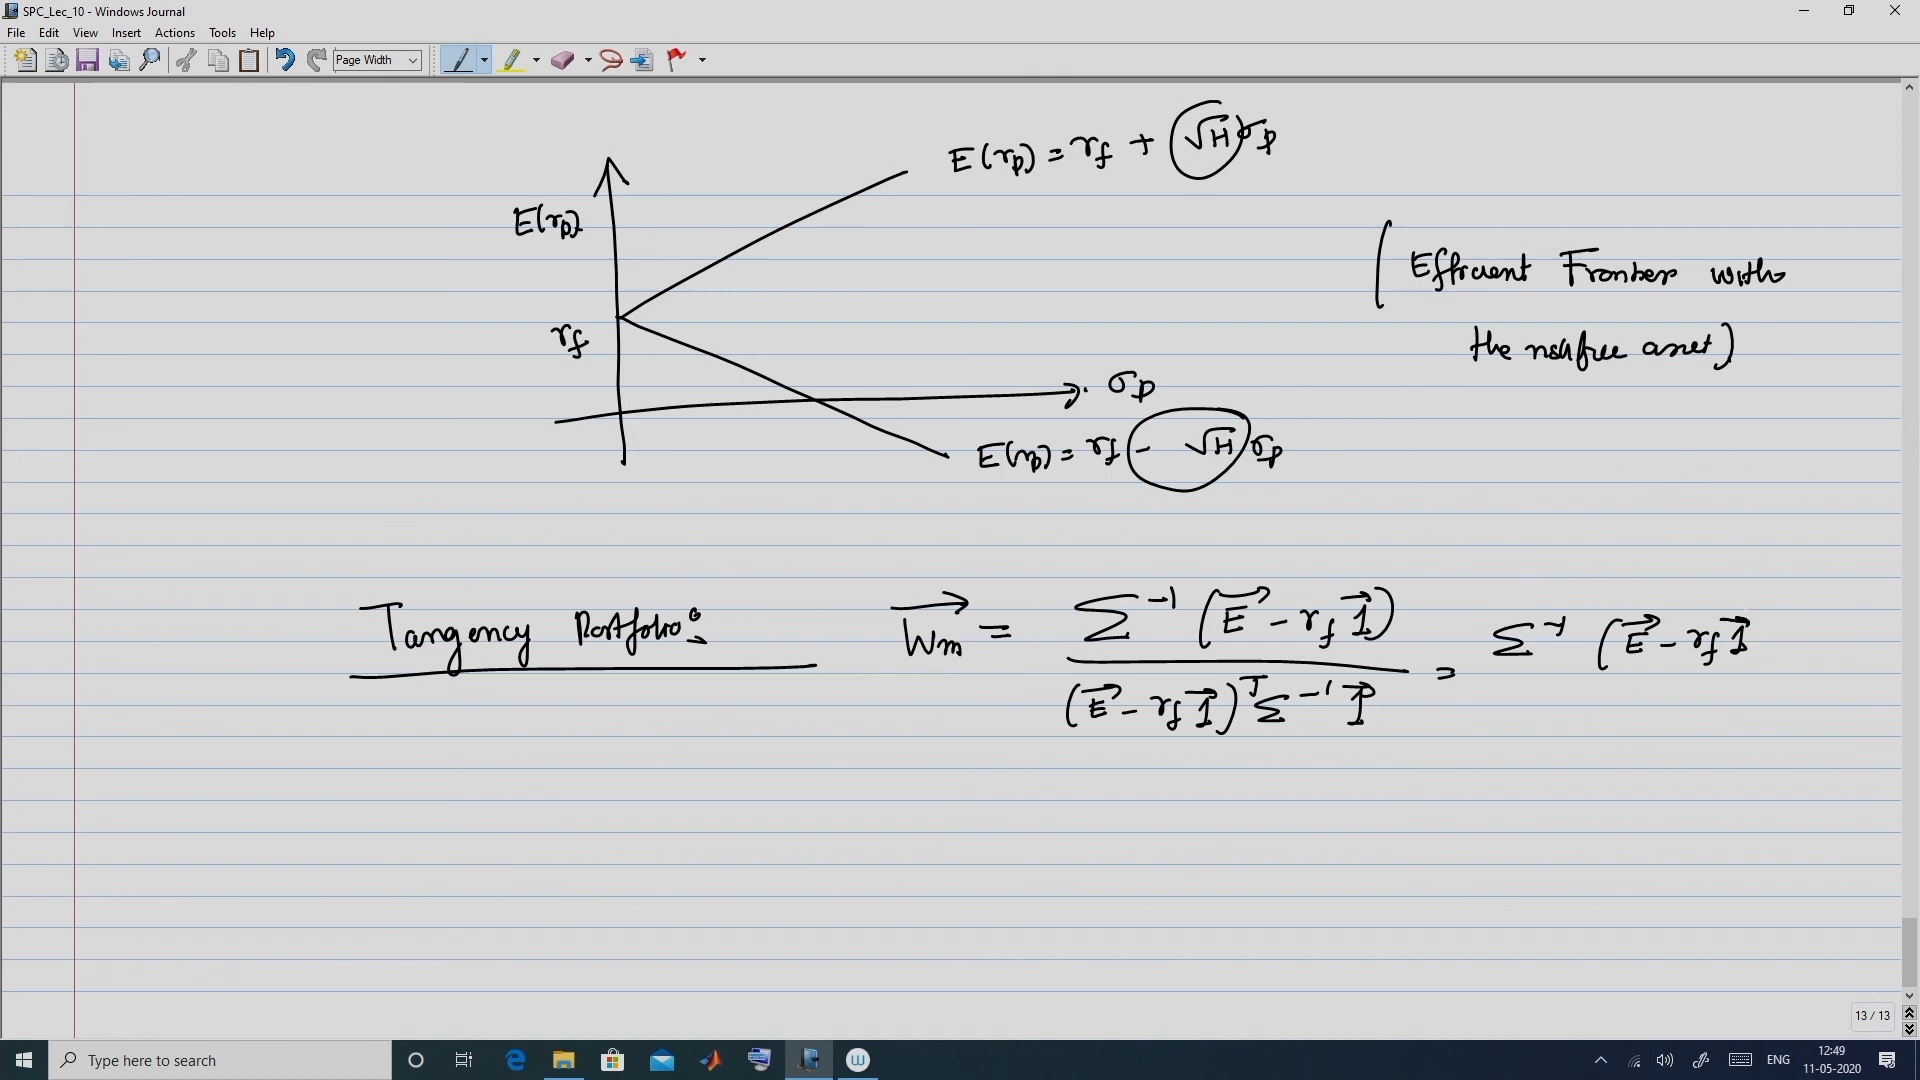 SPC_Lec_10 - Windows Journal
File Edit View Insert Actions Tools Help
Page Width
E(rp) = rf + √H σp
E(rp)
(Efficient Frontier with
the riskfree asset)
rf
σp
E(rp) = rf - √H σp
Tangency Portfolio: Wm = Σ⁻¹ (E - rf 1) / (E - rf 1)ᵀ Σ⁻¹ 1 = Σ⁻¹ (E - rf 1
13 / 13
Type here to search
ENG
12:49
11-05-2020